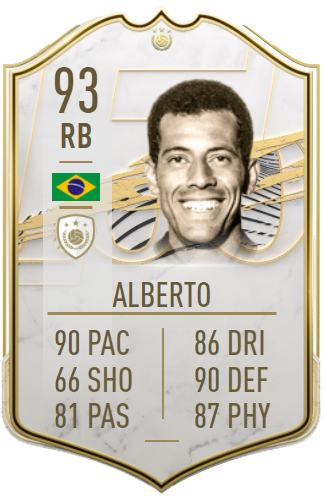 93
RB
ALBERTO
90 PAC 86 DRI
66 SHO 90 DEF
81 PAS 87 PHY